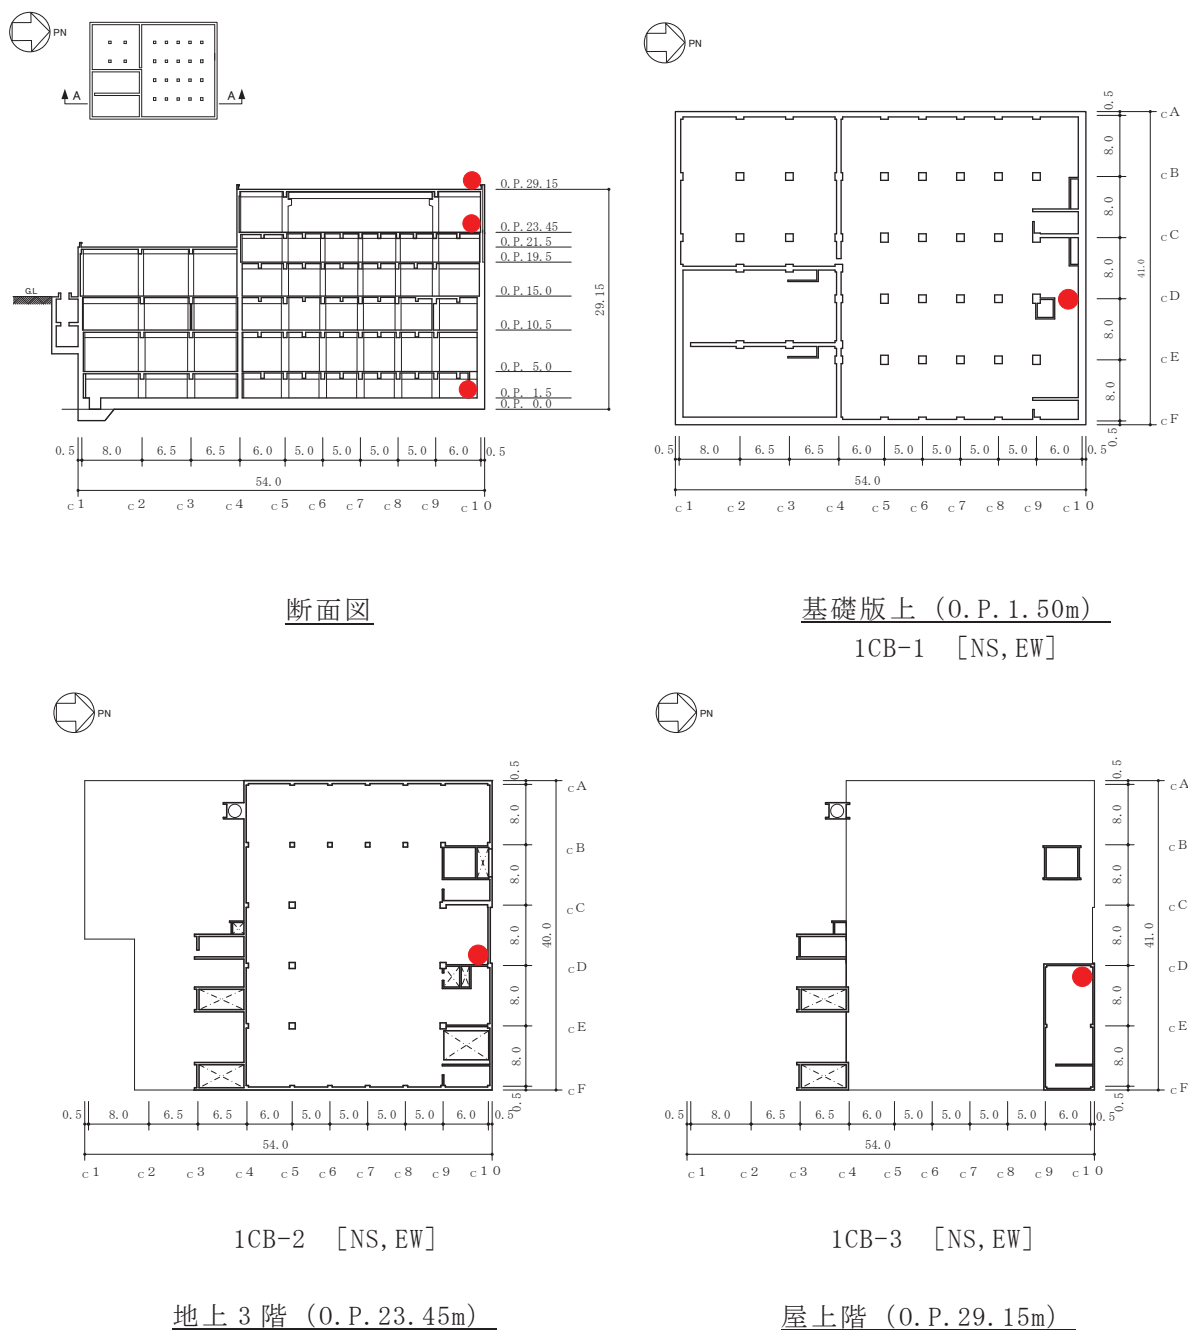 PN
A A
O.P.29.15
O.P.23.45
O.P.21.5
O.P.19.5
O.P.15.0
O.P.10.5
O.P. 5.0
O.P. 1.5
O.P. 0.0
29.15
G.L
0.5 8.0 6.5 6.5 6.0 5.0 5.0 5.0 5.0 6.0 0.5
54.0
c1 c2 c3 c4 c5 c6 c7 c8 c9 c10
断面図
PN
0.5
8.0
8.0
8.0
8.0
8.0
0.5
41.0
cA
cB
cC
cD
cE
cF
0.5 8.0 6.5 6.5 6.0 5.0 5.0 5.0 5.0 6.0 0.5
54.0
c1 c2 c3 c4 c5 c6 c7 c8 c9 c10
基礎版上 (O.P.1.50m)
1CB-1 [NS,EW]
PN
0.5
8.0
8.0
8.0
8.0
8.0
0.5
40.0
cA
cB
cC
cD
cE
cF
0.5 8.0 6.5 6.5 6.0 5.0 5.0 5.0 5.0 6.0 0.5
54.0
c1 c2 c3 c4 c5 c6 c7 c8 c9 c10
1CB-2 [NS,EW]
地上3階 (O.P.23.45m)
PN
0.5
8.0
8.0
8.0
8.0
8.0
0.5
41.0
cA
cB
cC
cD
cE
cF
0.5 8.0 6.5 6.5 6.0 5.0 5.0 5.0 5.0 6.0 0.5
54.0
c1 c2 c3 c4 c5 c6 c7 c8 c9 c10
1CB-3 [NS,EW]
屋上階 (O.P.29.15m)